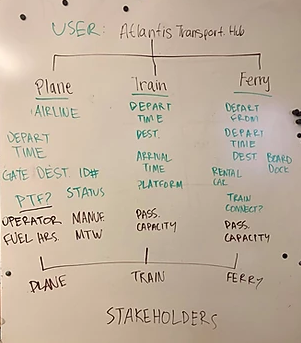 USER: Atlantis Transport. Hub
Plane
AIRLINE
DEPART
TIME
GATE DEST. ID#
PTF? STATUS
OPERATOR MANUF
FUEL HRS. MTW
Train
DEPART
TIME
DEST.
ARRIVAL
TIME
PLATFORM
PASS.
CAPACITY
Ferry
DEPART
FROM
DEPART
TIME
DEST BOARD
DOCK
RENTAL
CAL
TRAIN
CONNECT?
PASS.
CAPACITY
PLANE TRAIN FERRY
STAKEHOLDERS